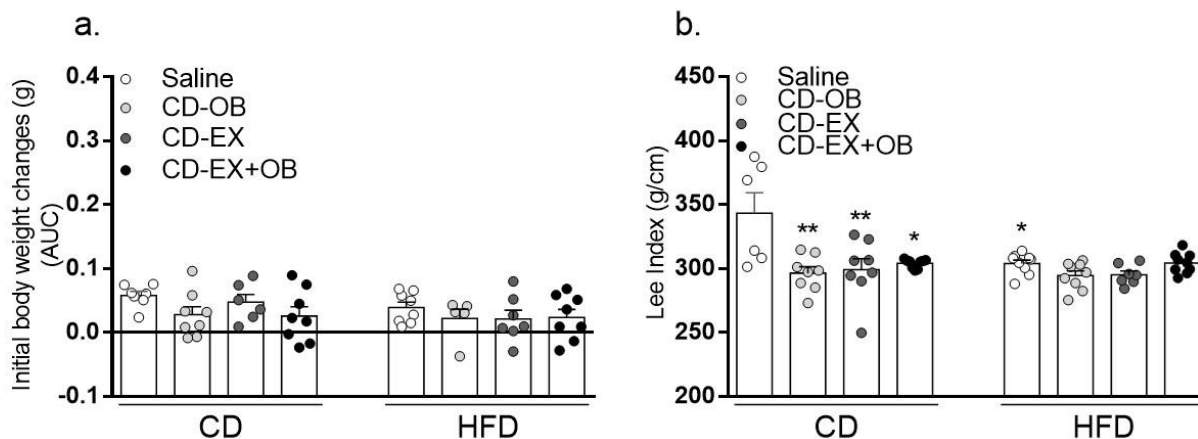 a.
Initial body weight changes (g)
(AUC)
0.4
0.3
0.2
0.1
0.0
-0.1
Saline
CD-OB
CD-EX
CD-EX+OB
CD
HFD
b.
Lee Index (g/cm)
450
400
350
300
250
200
Saline
CD-OB
CD-EX
CD-EX+OB
**
**
*
*
CD
HFD